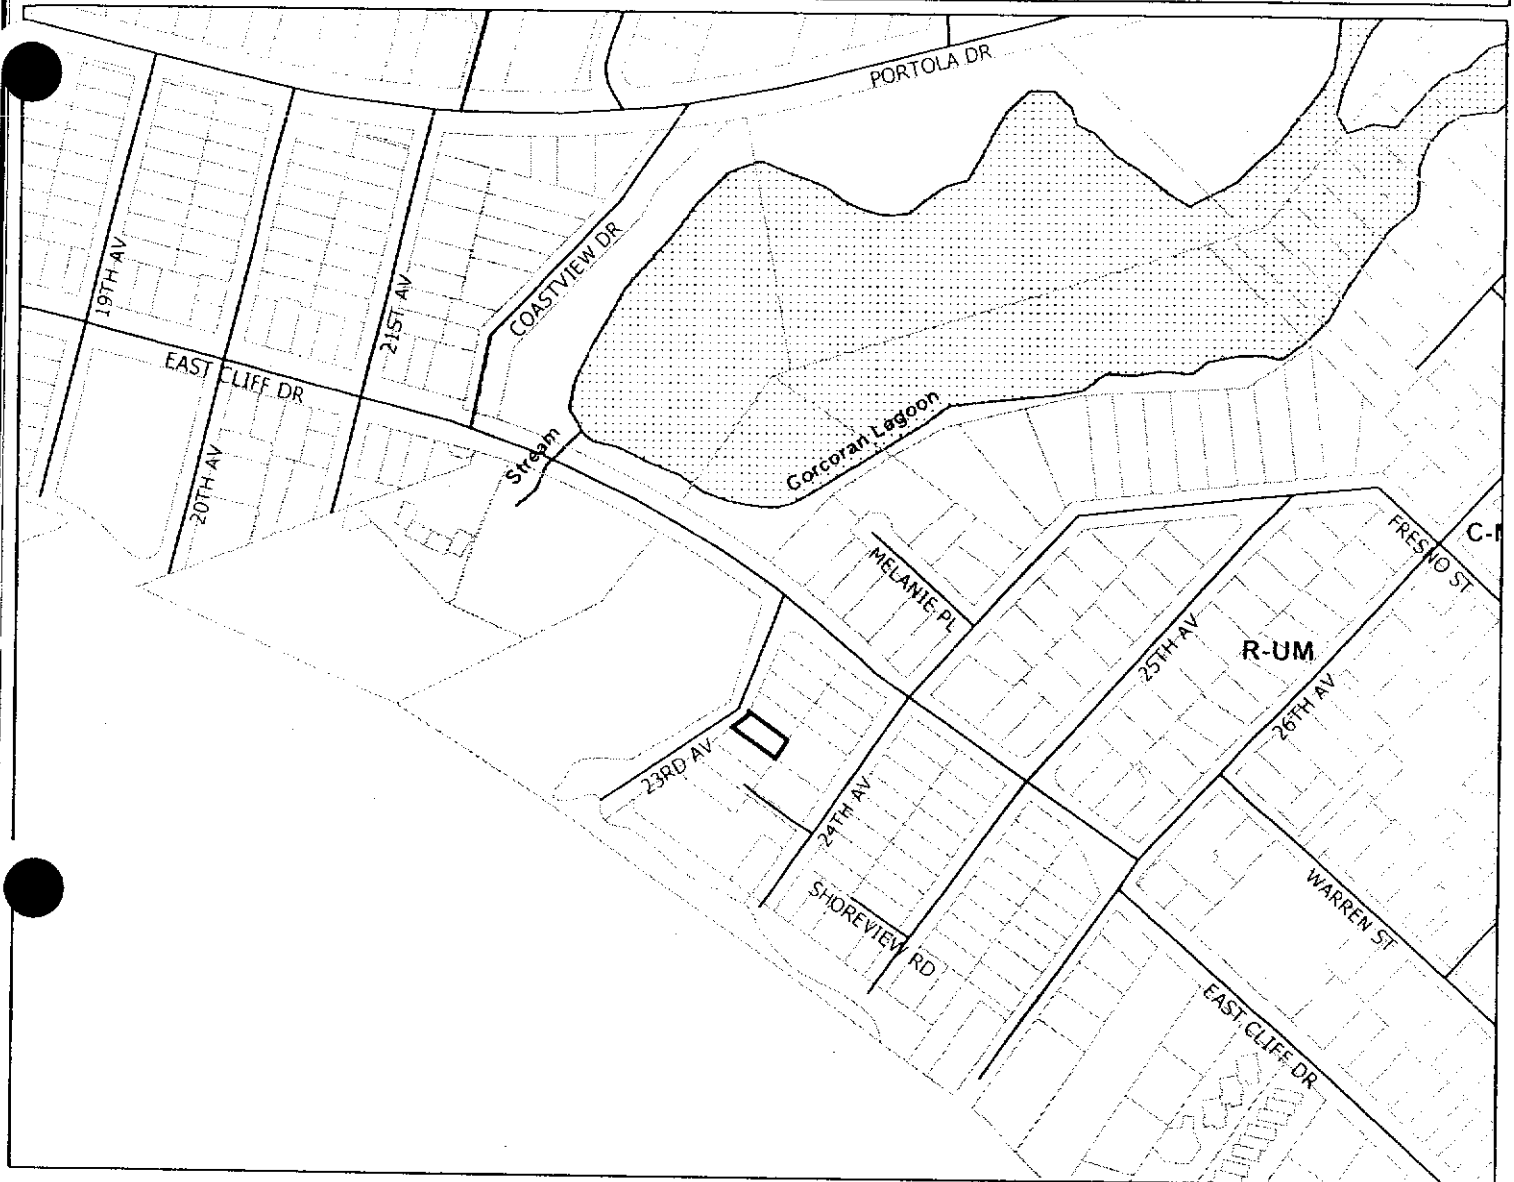 PORTOLA DR
19TH AV
21ST AV
COASTVIEW DR
EAST CLIFF DR
20TH AV
Stream
Corcoran Lagoon
MELANIE PL
FRESNO ST
25TH AV
R-UM
26TH AV
23RD AV
24TH AV
SHOREVIEW RD
WARREN ST
EAST CLIFF DR